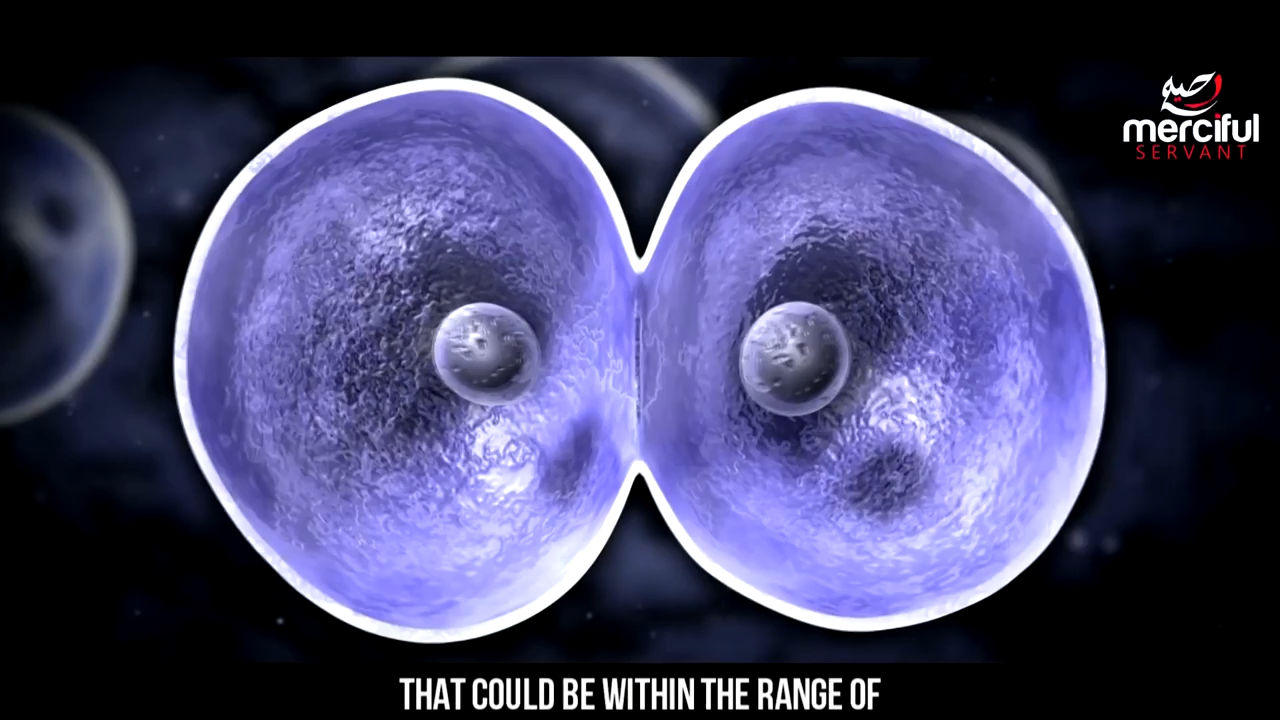 merciful
SERVANT
THAT COULD BE WITHIN THE RANGE OF